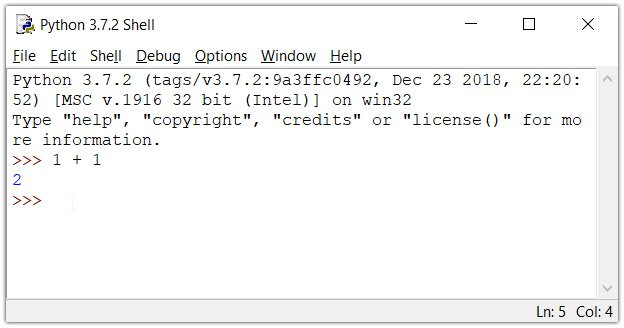 Python 3.7.2 Shell
File Edit Shell Debug Options Window Help
Python 3.7.2 (tags/v3.7.2:9a3ffc0492, Dec 23 2018, 22:20:
52) [MSC v.1916 32 bit (Intel)] on win32
Type "help", "copyright", "credits" or "license()" for mo
re information.
>>> 1 + 1
2
>>>
Ln: 5 Col: 4